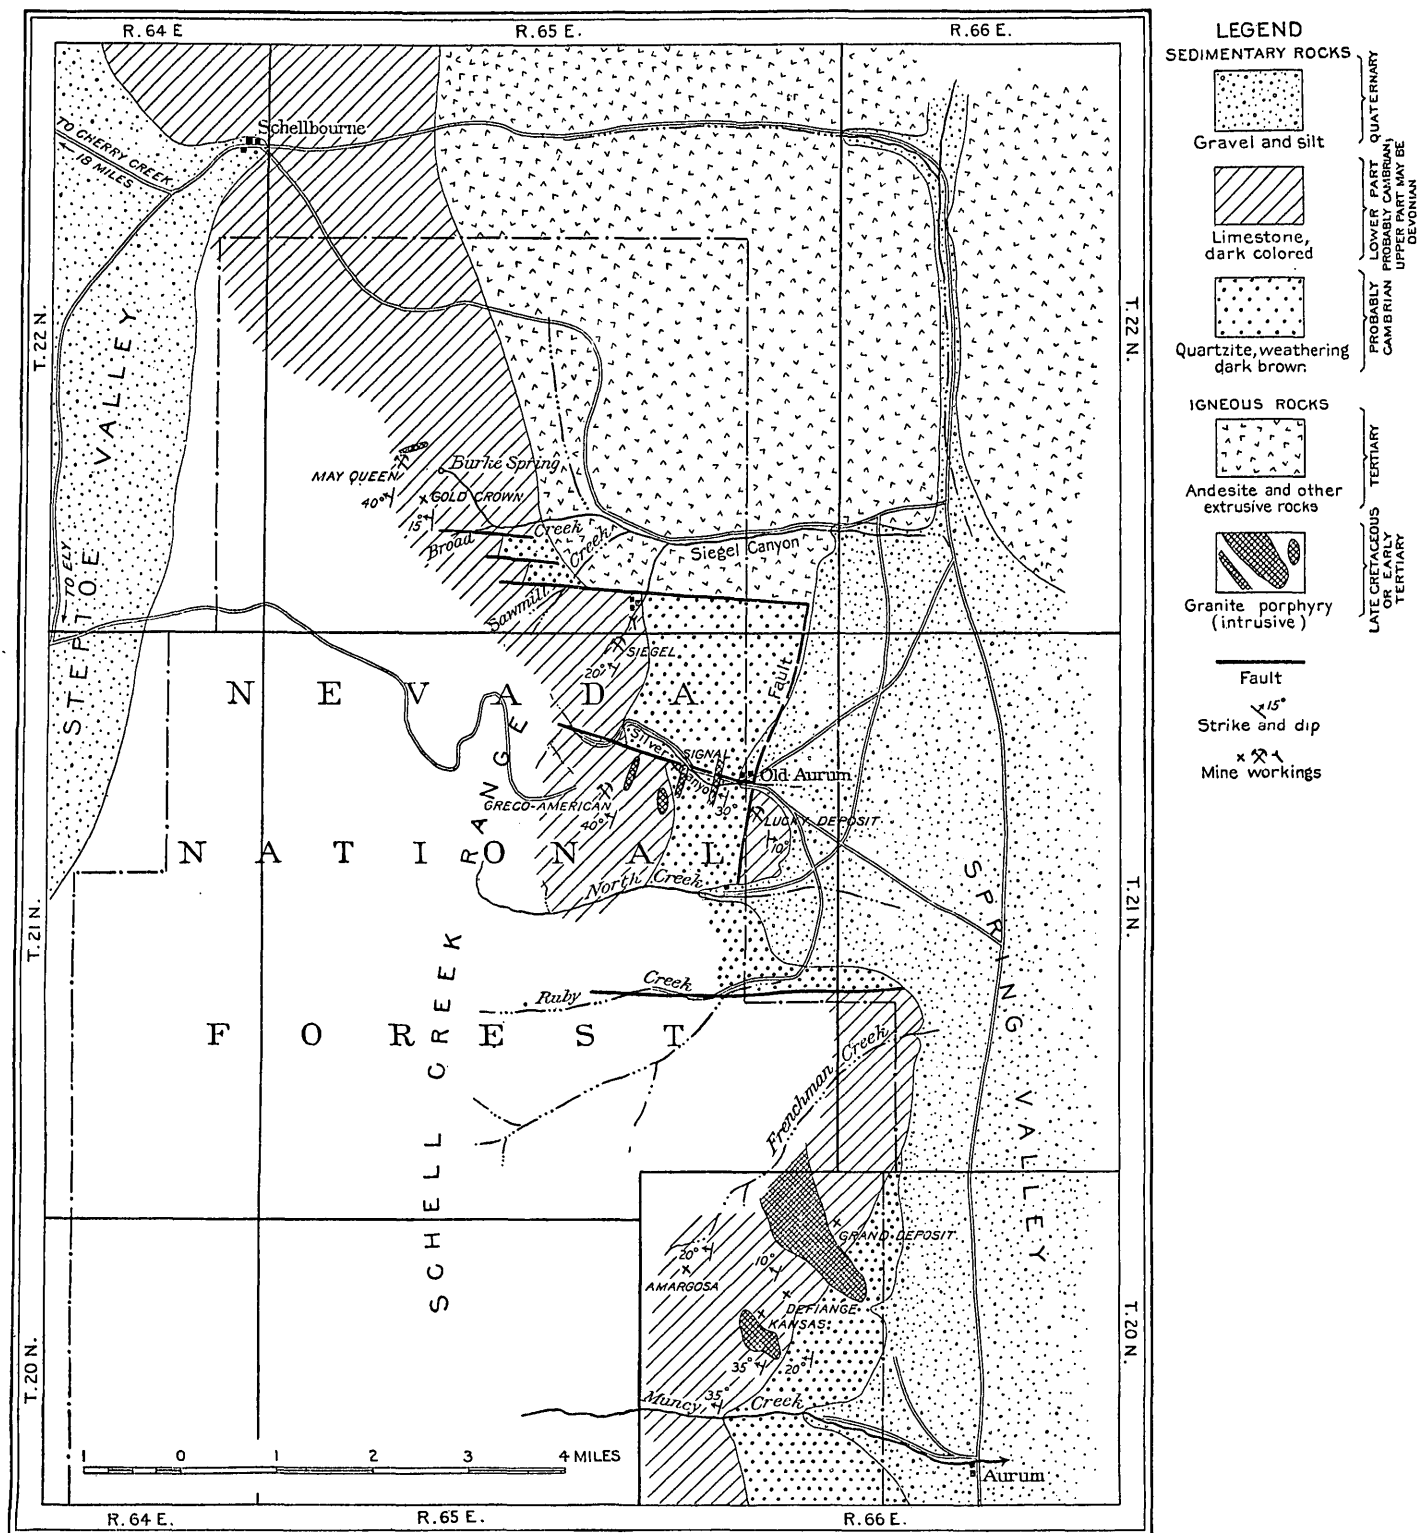 R. 64 E
R. 65 E.
R. 66 E.
LEGEND
SEDIMENTARY ROCKS
Gravel and silt
QUATERNARY
Limestone,
dark colored
LOWER PART
PROBABLY CAMBRIAN,
UPPER PART MAY BE
DEVONIAN
Quartzite, weathering
dark brown
PROBABLY
CAMBRIAN
IGNEOUS ROCKS
Andesite and other
extrusive rocks
TERTIARY
Granite porphyry
(intrusive)
LATE CRETACEOUS
OR EARLY
TERTIARY
Fault
15°
Strike and dip
Mine workings
Schellbourne
TO CHERRY CREEK
18 MILES
T. 22 N.
T. 22 N.
STEPTOE VALLEY
TO ELY
MAY QUEEN
Burke Spring
40°
GOLD CROWN
15°
Broad Creek
Sawmill Creek
Siegel Canyon
SIEGEL
20°
NEVADA
Fault
Silver Canyon
SIGNAL
Old Aurum
GRECO-AMERICAN
40°
30°
LUCKY DEPOSIT
10°
NATIONAL
North Creek
T. 21 N.
T. 21 N.
SPRING VALLEY
Ruby Creek
FOREST
SCHELL CREEK RANGE
Frenchman Creek
GRAND DEPOSIT
20°
10°
AMARGOSA
DEFIANCE
KANSAS
35°
20°
35°
Muncy Creek
T. 20 N.
T. 20 N.
1 0 1 2 3 4 MILES
Aurum
R. 64 E.
R. 65 E.
R. 66 E.